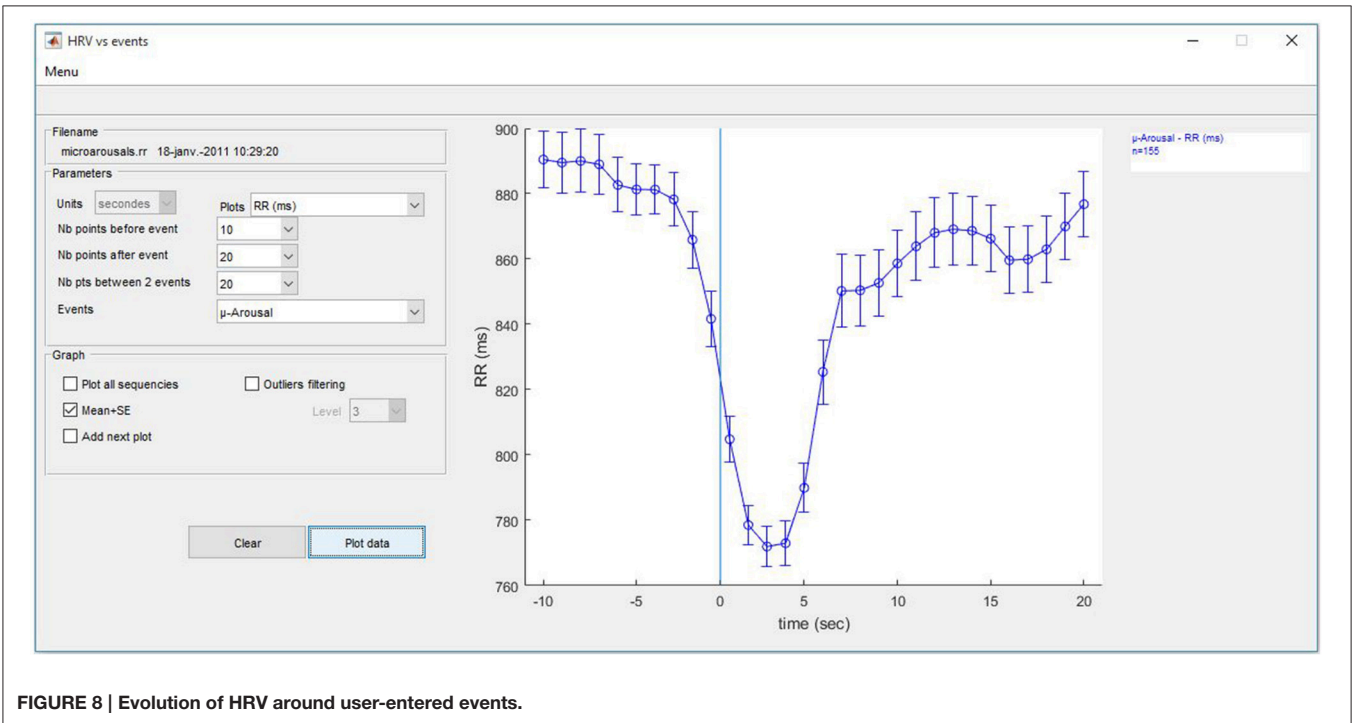 HRV vs events
Menu
Filename
microarousals.rr 18-janv.-2011 10:29:20
Parameters
Units secondes Plots RR (ms)
Nb points before event 10
Nb points after event 20
Nb pts between 2 events 20
Events µ-Arousal
Graph
Plot all sequencies Outliers filtering
Mean+SE Level 3
Add next plot
Clear Plot data
900
880
860
840
820
800
780
760
RR (ms)
-10 -5 0 5 10 15 20
time (sec)
µ-Arousal - RR (ms)
n=155
FIGURE 8 | Evolution of HRV around user-entered events.